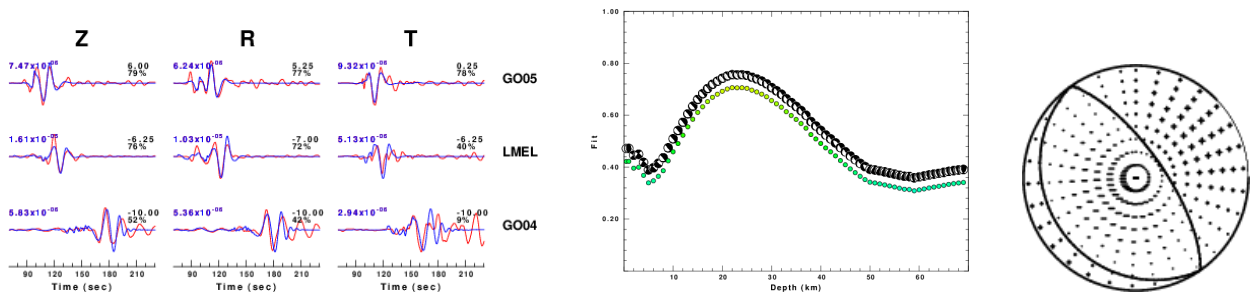 Z R T
7.47x10-06 6.00 79% 6.24x10-06 5.25 77% 9.32x10-06 0.25 78% GO05
1.61x10-05 -6.25 76% 1.03x10-05 -7.00 72% 5.13x10-06 -6.25 40% LMEL
5.83x10-06 -10.00 52% 5.36x10-06 -10.00 42% 2.94x10-06 -10.00 9% GO04
90 120 150 180 210 90 120 150 180 210 90 120 150 180 210
Time (sec) Time (sec) Time (sec)
1.00
0.80
0.60
0.40
0.20
Fit
10 20 30 40 50 60
Depth (km)